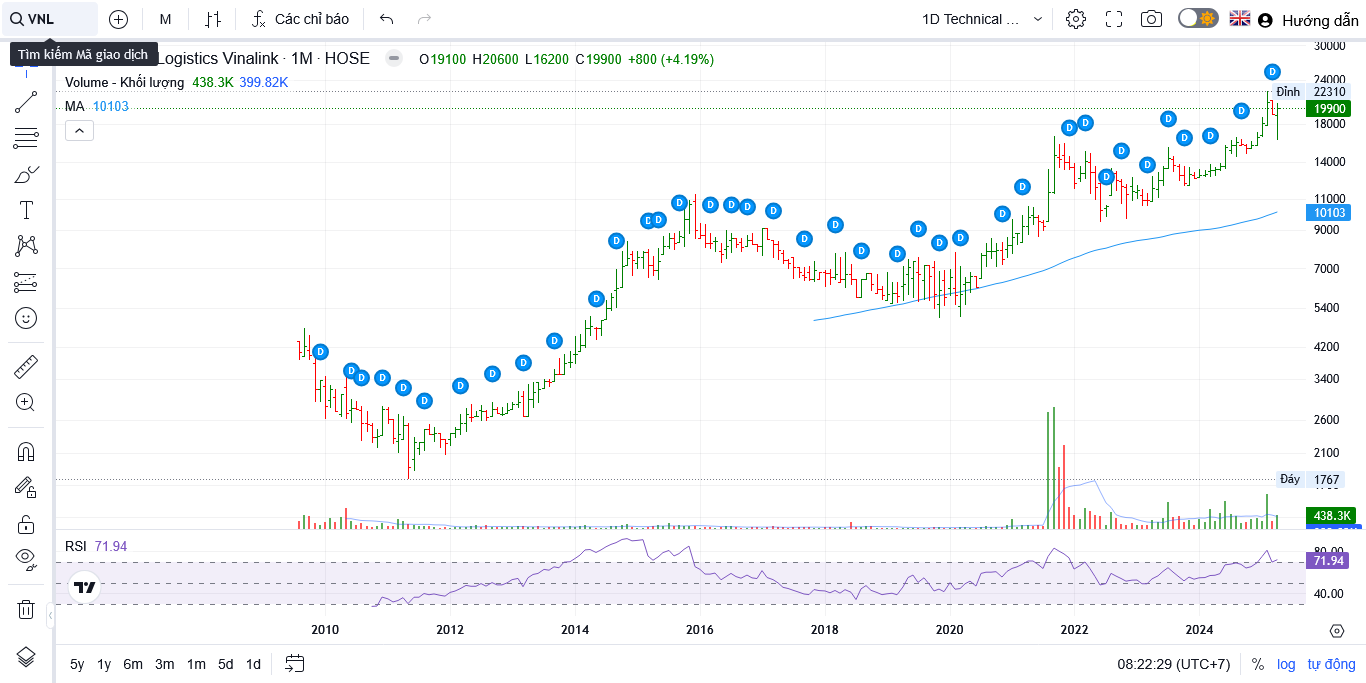 VNL
M
Các chỉ báo
1D Technical ...
Hướng dẫn
Tìm kiếm Mã giao dịch
Logistics Vinalink · 1M · HOSE
O19100 H20600 L16200 C19900 +800 (+4.19%)
Volume - Khối lượng 438.3K 399.82K
MA 10103
30000
24000
Đỉnh 22310
19900
18000
14000
11000
10103
9000
7000
5400
4200
3400
2600
2100
Đáy 1767
438.3K
RSI 71.94
80.00
71.94
40.00
D D D D D D D D D D D D D D D D D D D D D D D D D D D D D D D D D D D D D D
2010 2012 2014 2016 2018 2020 2022 2024
5y 1y 6m 3m 1m 5d 1d
08:22:29 (UTC+7)
% log tự động